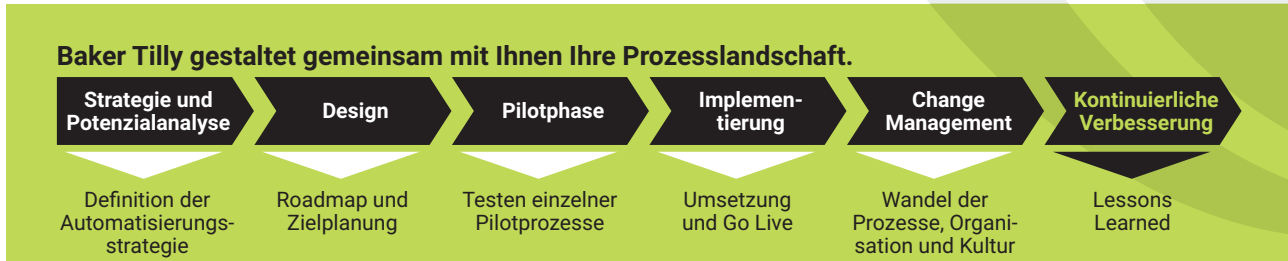 Baker Tilly gestaltet gemeinsam mit Ihnen Ihre Prozesslandschaft.
Strategie und
Potenzialanalyse
Design
Pilotphase
Implemen-
tierung
Change
Management
Kontinuierliche
Verbesserung
Definition der
Automatisierungs-
strategie
Roadmap und
Zielplanung
Testen einzelner
Pilotprozesse
Umsetzung
und Go Live
Wandel der
Prozesse, Organi-
sation und Kultur
Lessons
Learned